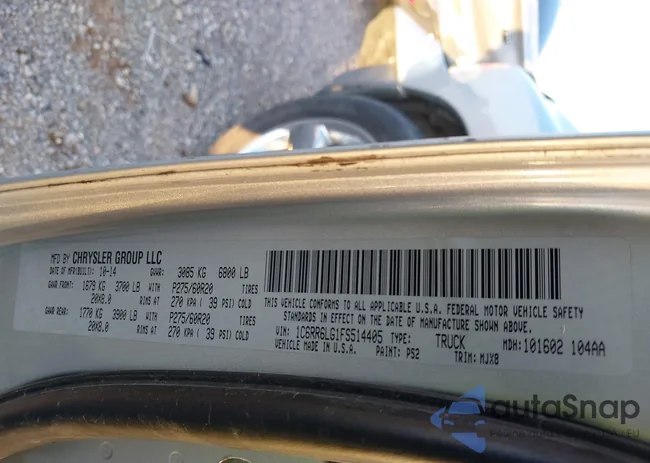 MFD BY CHRYSLER GROUP LLC
DATE OF MFR(BUILT): 10-14 GVWR: 3085 KG 6800 LB
GAWR FRONT: 1679 KG 3700 LB P275/60R20 TIRES
20X8.0 RIMS AT 270 KPA ( 39 PSI) COLD
GAWR REAR: 1770 KG 3900 LB P275/60R20 TIRES
20X8.0 RIMS AT 270 KPA ( 39 PSI) COLD
THIS VEHICLE CONFORMS TO ALL APPLICABLE U.S.A. FEDERAL MOTOR VEHICLE SAFETY
STANDARDS IN EFFECT ON THE DATE OF MANUFACTURE SHOWN ABOVE.
VIN: 1C6RR6LG1FS514405 TYPE: TRUCK MDH: 101602 104AA
MADE IN U.S.A. PAINT: PS2 TRIM: MJX8
autoSnap